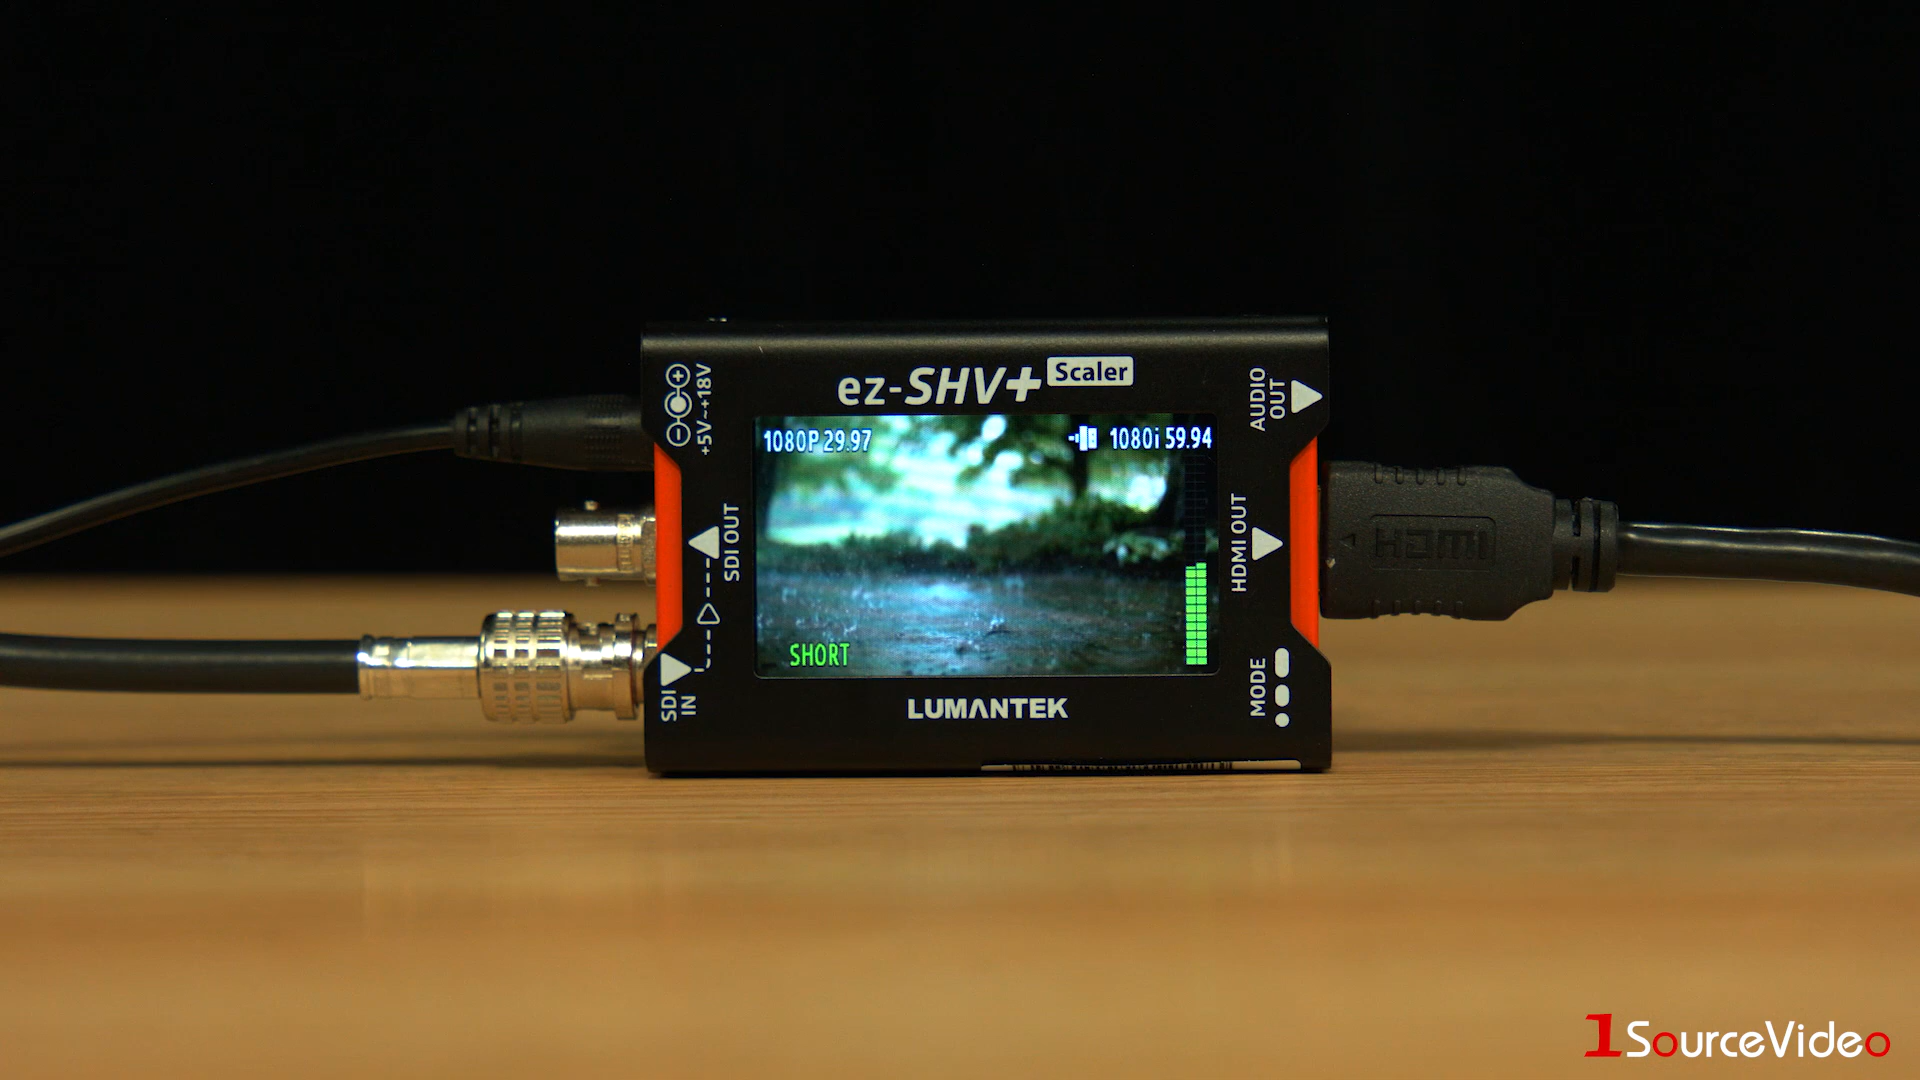 ez-SHV+ Scaler
+5V~+18V
AUDIO
OUT
1080P 29.97
1080i 59.94
SDI OUT
HDMI OUT
HDMI
SHORT
SDI
IN
MODE
LUMANTEK
1SourceVideo